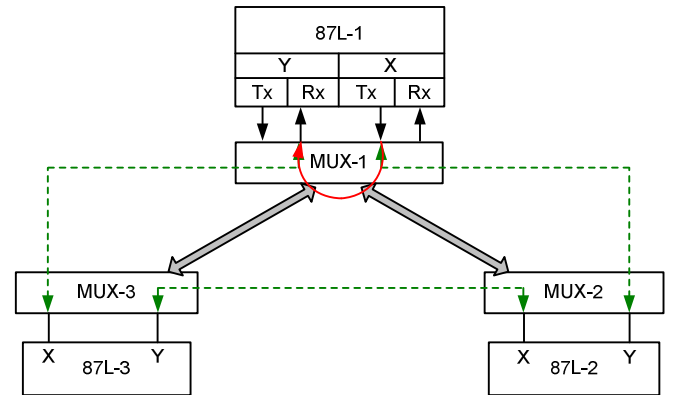 87L-1
Y X
Tx Rx Tx Rx
MUX-1
MUX-3 MUX-2
X Y X Y
87L-3 87L-2